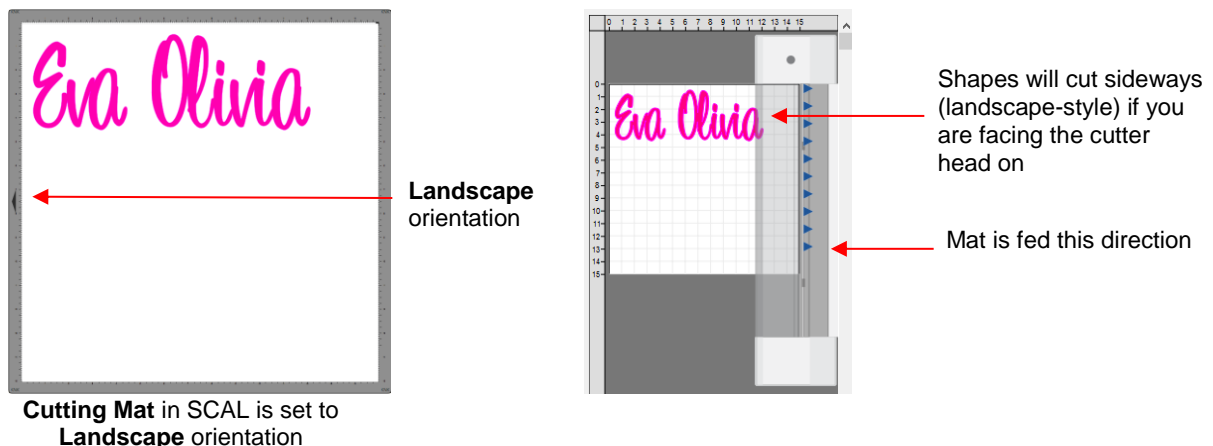 Eva Olivia
Landscape
orientation
Cutting Mat in SCAL is set to
Landscape orientation
0 1 2 3 4 5 6 7 8 9 10 11 12 13 14 15
0
1
2
3
4
5
6
7
8
9
10
11
12
13
14
15
Eva Olivia
Shapes will cut sideways
(landscape-style) if you
are facing the cutter
head on
Mat is fed this direction